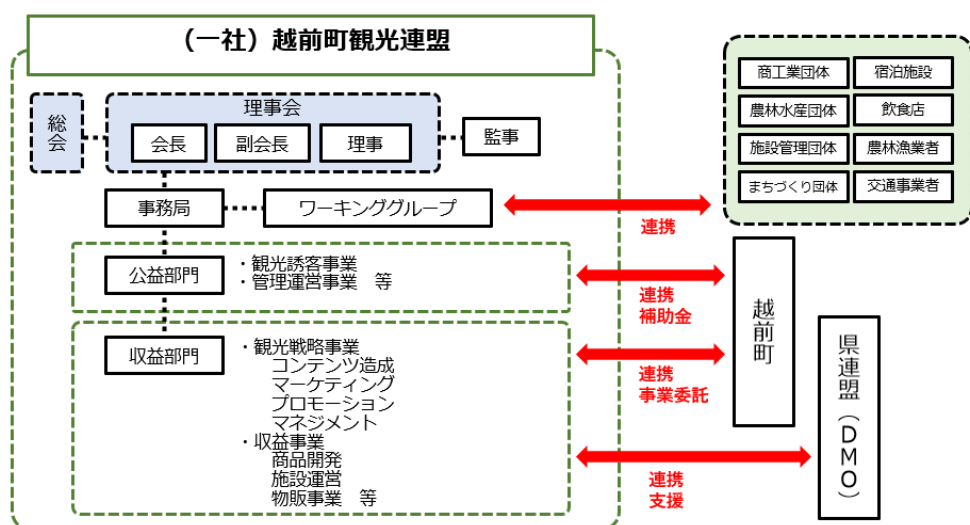 (一社)越前町観光連盟
総会
理事会
会長
副会長
理事
監事
事務局
ワーキンググループ
公益部門
・観光誘客事業
・管理運営事業 等
収益部門
・観光戦略事業
コンテンツ造成
マーケティング
プロモーション
マネジメント
・収益事業
商品開発
施設運営
物販事業 等
商工業団体
宿泊施設
農林水産団体
飲食店
施設管理団体
農林漁業者
まちづくり団体
交通事業者
連携
連携
補助金
連携
事業委託
連携
支援
越前町
県連盟(DMO)